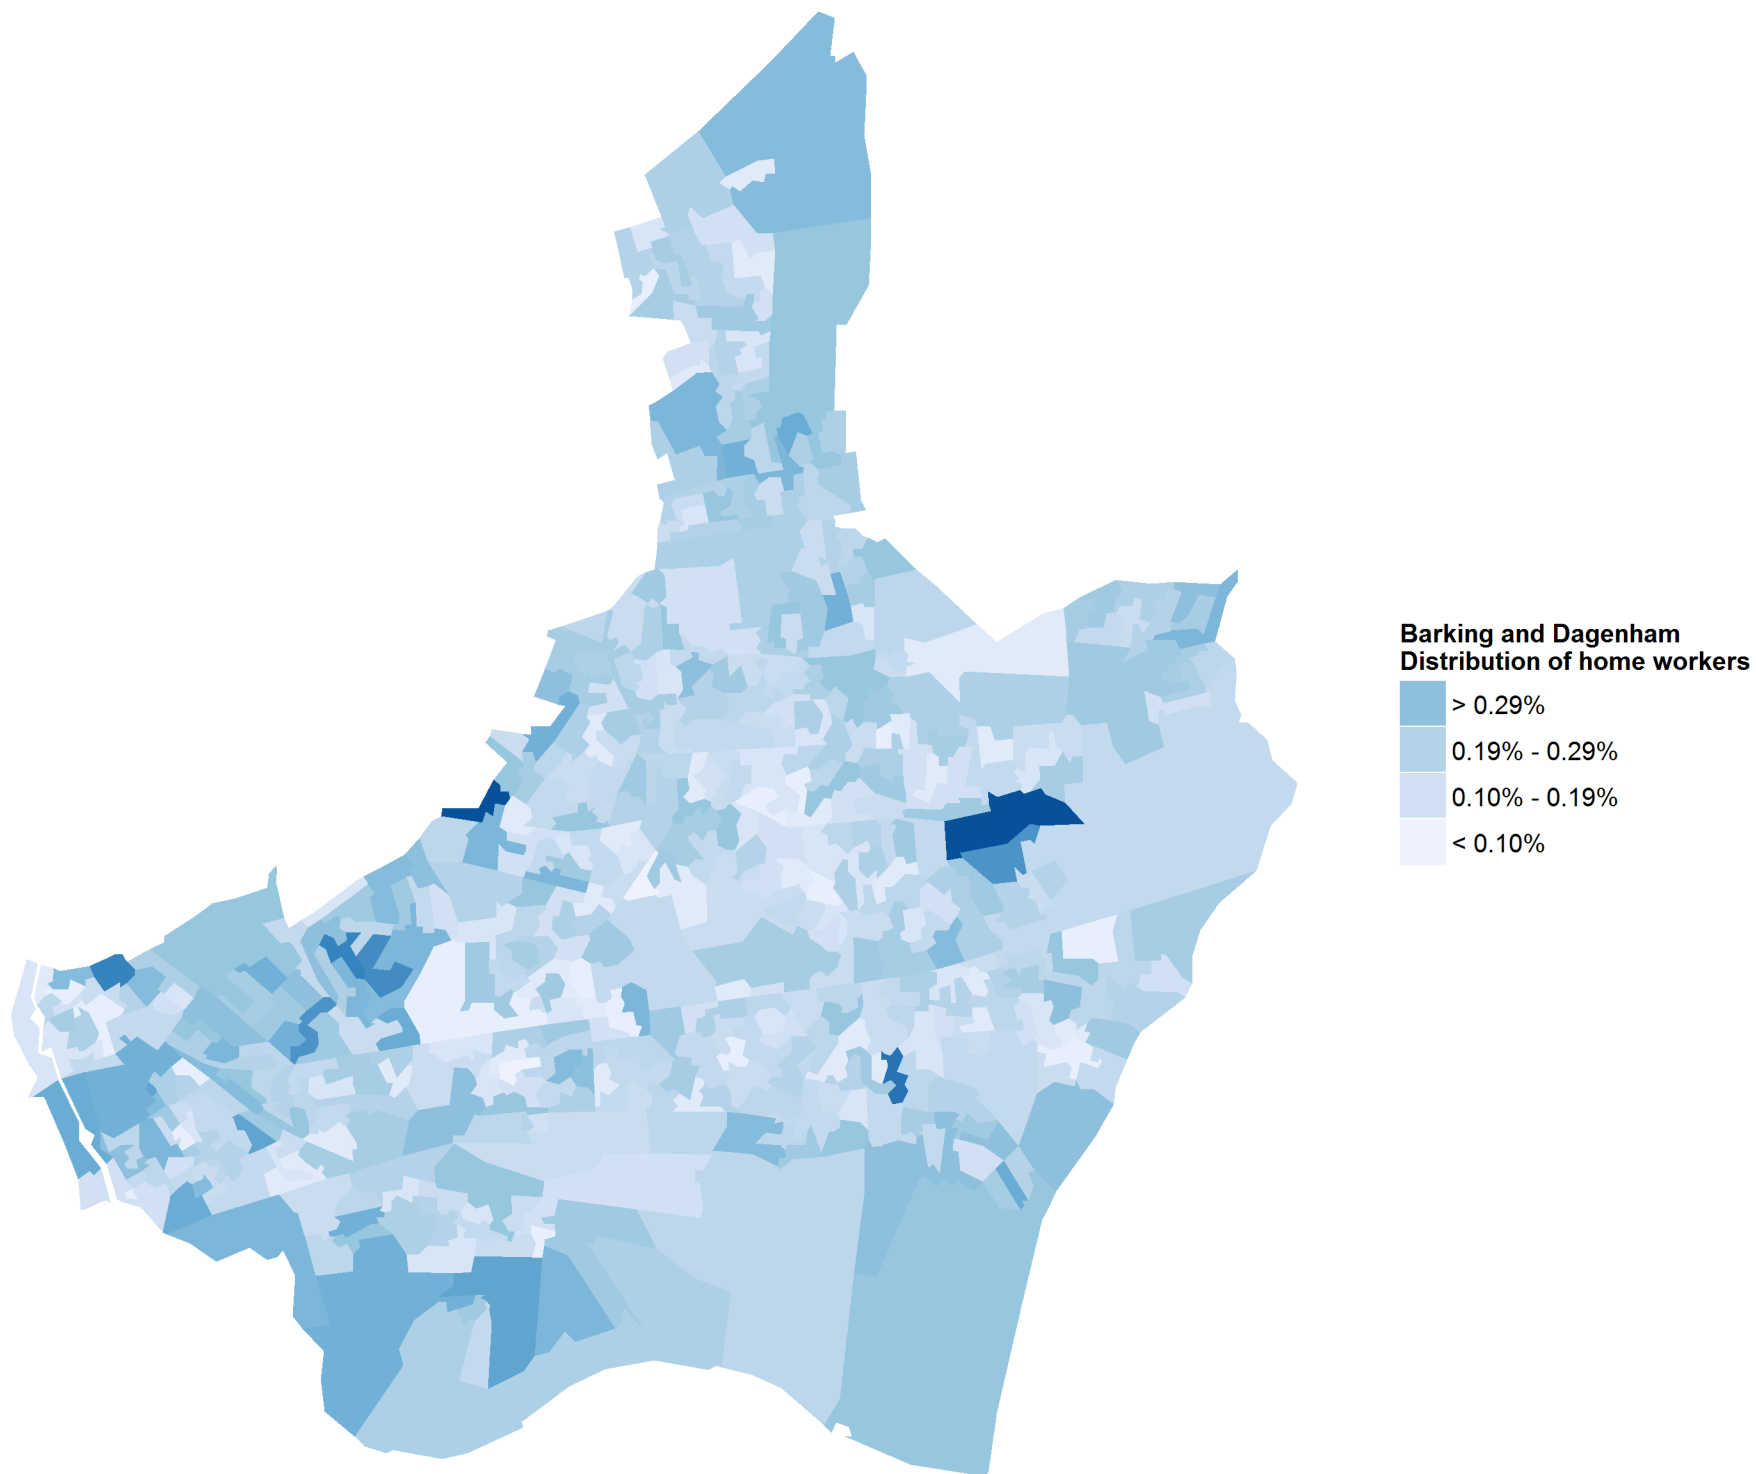 Barking and Dagenham
Distribution of home workers
> 0.29%
0.19% - 0.29%
0.10% - 0.19%
< 0.10%